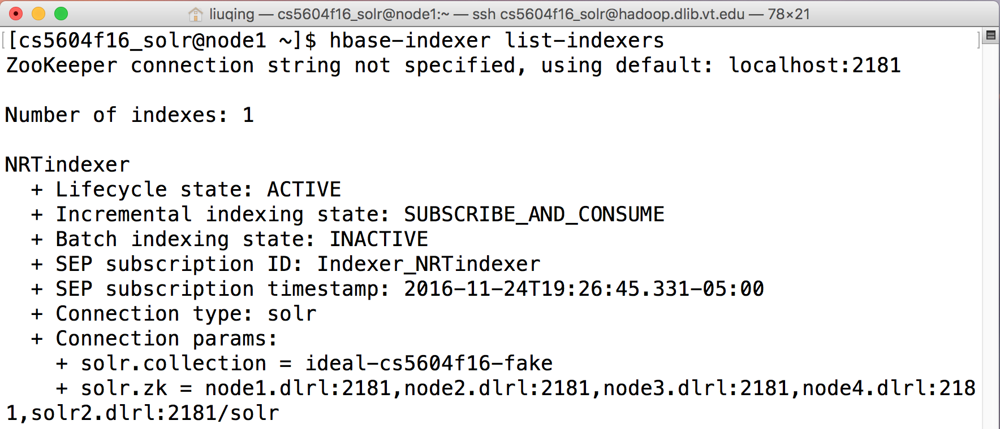 liuqing — cs5604f16_solr@node1:~ — ssh cs5604f16_solr@hadoop.dlib.vt.edu — 78×21
[[cs5604f16_solr@node1 ~]$ hbase-indexer list-indexers ]
ZooKeeper connection string not specified, using default: localhost:2181
Number of indexes: 1
NRTindexer
+ Lifecycle state: ACTIVE
+ Incremental indexing state: SUBSCRIBE_AND_CONSUME
+ Batch indexing state: INACTIVE
+ SEP subscription ID: Indexer_NRTindexer
+ SEP subscription timestamp: 2016-11-24T19:26:45.331-05:00
+ Connection type: solr
+ Connection params:
+ solr.collection = ideal-cs5604f16-fake
+ solr.zk = node1.dlrl:2181,node2.dlrl:2181,node3.dlrl:2181,node4.dlrl:218
1,solr2.dlrl:2181/solr